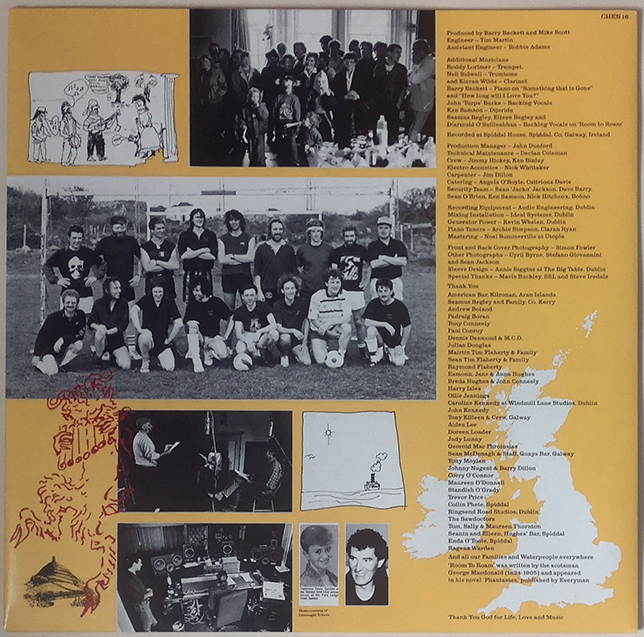 CHEN 16
Produced by Barry Beckett and Mike Scott
Engineer – Tim Martin
Assistant Engineer – Robbie Adams
Additional Musicians
Roddy Lorimer – Trumpet,
Neil Sidwell – Trombone
and Kieran Wilde – Clarinet
Barry Beckett – Piano on "Something that is Gone"
and "How long will I Love You?"
John 'Turps' Burke – Backing Vocals
Ken Samson – Dijeridu
Seamus Begley, Eileen Begley and
Diarmuid O'Suilleabhan – Backing Vocals on 'Room to Roam'
Recorded at Spiddal House, Spiddal, Co. Galway, Ireland
Production Manager – John Dunford
Technical Maintenance – Declan Coleman
Crew – Jimmy Hickey, Ken Binley
Electro Acoustics – Nick Whittaker
Carpenter – Jim Dillon
Catering – Angela O'Boyle, Caitriona Davis
Security Team – Sean 'Jacko' Jackson, Dave Barry,
Sean O'Brien, Ken Samson, Nick Hitchcox,
Recording Equipment – Audio Engineering, Dublin
Mixing Installation – Ideal Systems, Dublin
Generator Power – Kevin Whelan, Dublin
Piano Tuners – Archie Simpson, Ciaran Ryan
Mastering – Noel Summerville at Utopia
Front and Back Cover Photography – Simon Fowler
Other Photographs – Cyril Byrne, Stefano Giovannini
and Sean Jackson
Sleeve Design – Annie Siggins at The Big Table, Dublin
Special Thanks – Mavis Buckley, SSL and Steve Iredale
Thank You
American Bar, Kilronan, Aran Islands
Seamus Begley and Family, Co. Kerry
Andrew Boland
Padraig Boran
Tony Conneely
Paul Conroy
Dennis Desmond & M.C.D.
Julian Douglas
Mairtin Tim Flaherty & Family
Sean Tim Flaherty & Family
Raymond Flaherty
Eamonn, Jane & Anna Hughes
Breda Hughes & John Conneely
Harry Isles
Ollie Jennings
Caroline Kennedy at Windmill Lane Studios, Dublin
John Kennedy
Tony Killeen & Crew, Galway
Alden Lee
Doreen Loader
Judy Lunny
Georoid Mac
Sean McDonagh & Staff, Quays Bar, Galway
Tony Moylan
Johnny Nugent & Barry Dillon
Corry O'Connor
Maureen O'Donnell
Standish O'Grady
Trevor Price
Collin Phete, Spiddal
Ringsend Road Studios, Dublin
The Sawdoctors
Tom, Sally & Maureen Thornton
Seanin and Eileen, Hughes' Bar, Spiddal
Enda O'Toole, Spiddal
Ragena Warden
And all our Families and Waterpeople everywhere
'Room To Roam' was written by the scotsman
George Macdonald (1824-1905) and appeared
in his novel 'Phantastes,' published by Everyman
Thank You God for Life, Love and Music